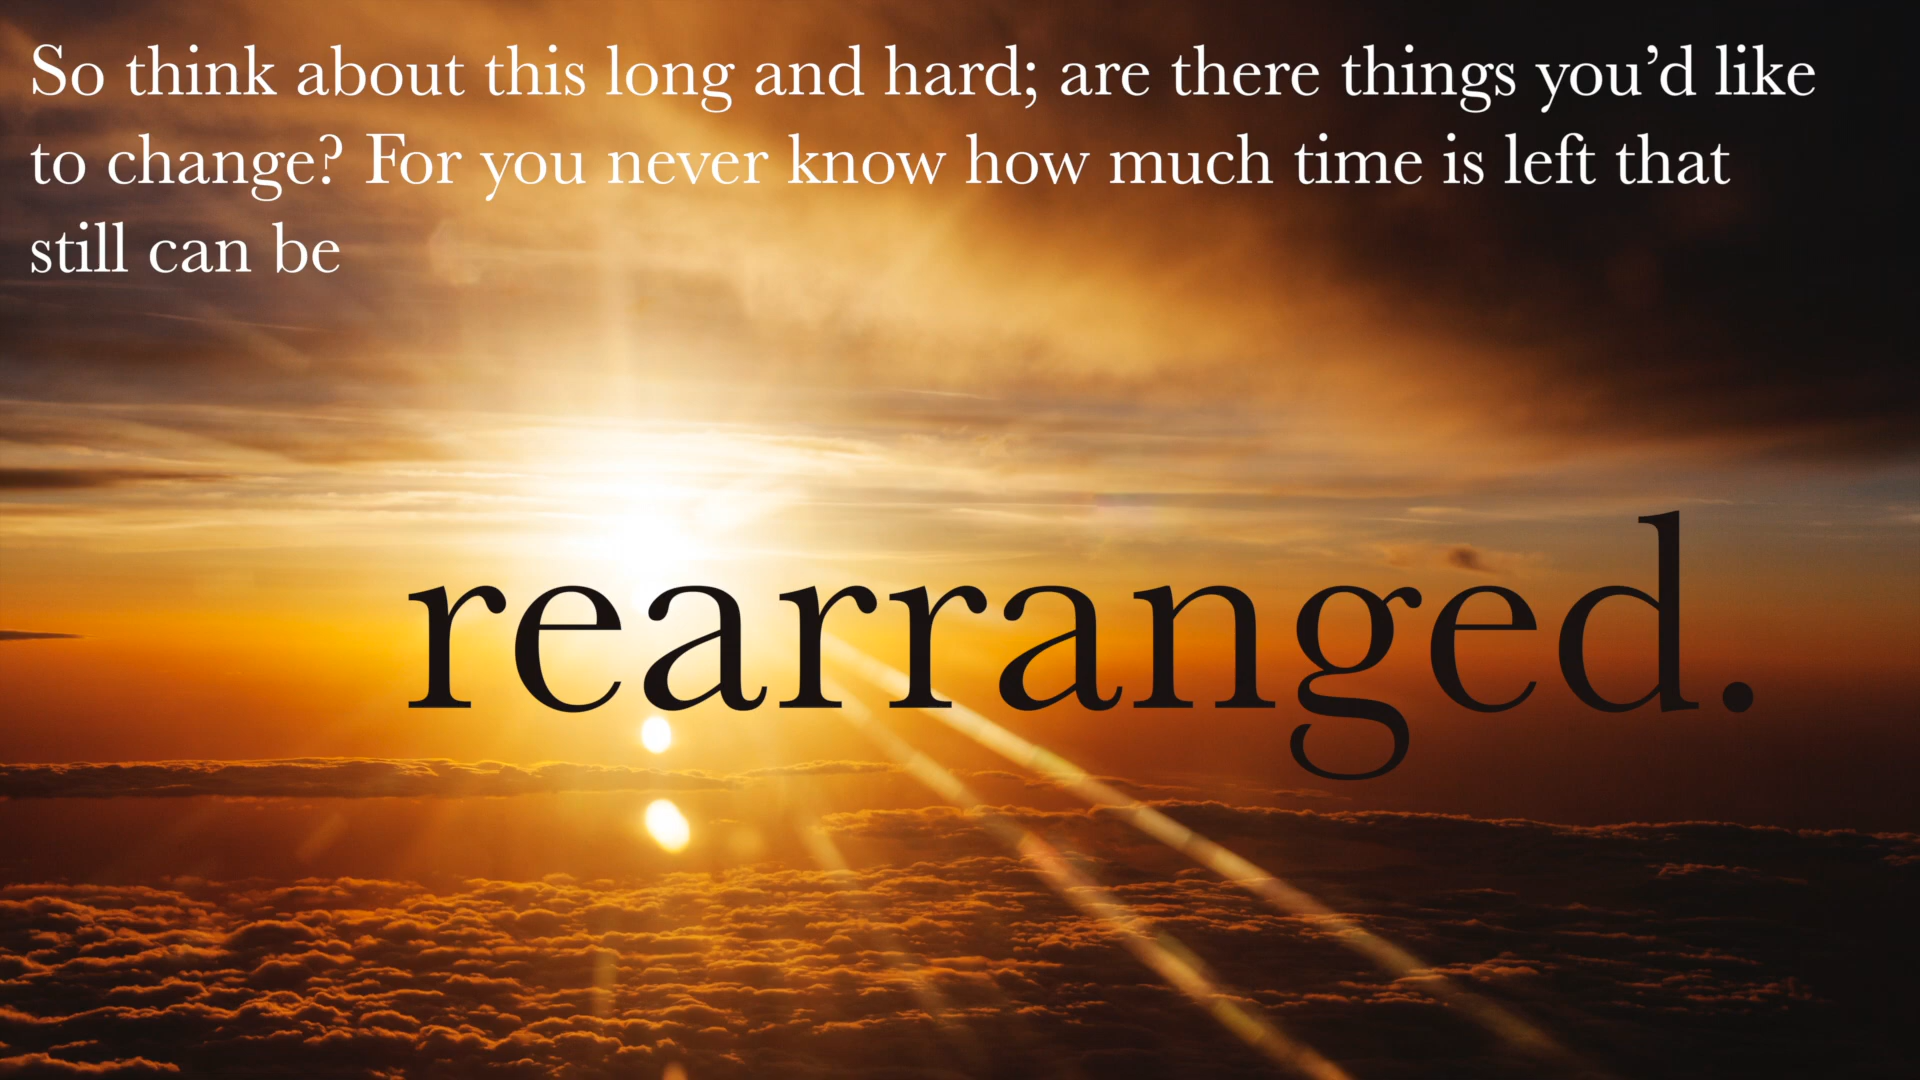 So think about this long and hard; are there things you’d like
to change? For you never know how much time is left that
still can be
rearranged.